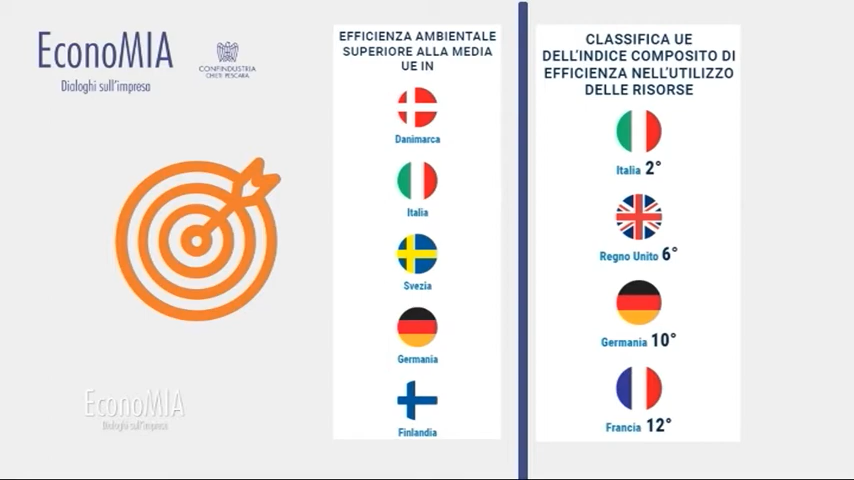 EconoMIA
Dialoghi sull'impresa
CONFINDUSTRIA
CHIETI PESCARA
EFFICIENZA AMBIENTALE
SUPERIORE ALLA MEDIA
UE IN
Danimarca
Italia
Svezia
Germania
Finlandia
CLASSIFICA UE
DELL'INDICE COMPOSITO DI
EFFICIENZA NELL'UTILIZZO
DELLE RISORSE
Italia 2°
Regno Unito 6°
Germania 10°
Francia 12°
EconoMIA
Dialoghi sull'impresa